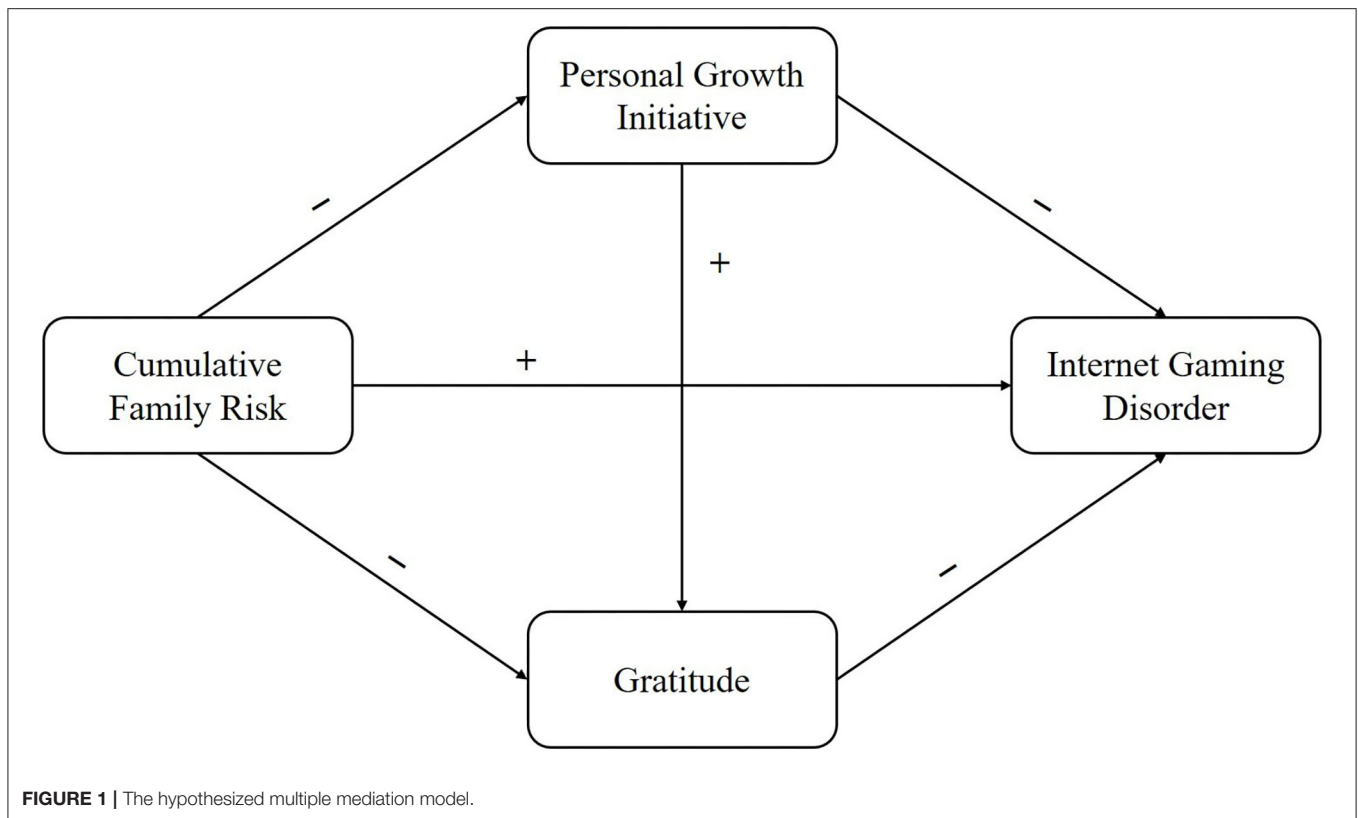 Personal Growth
Initiative
–
–
+
Cumulative
Family Risk
+
Internet Gaming
Disorder
–
–
Gratitude
FIGURE 1 | The hypothesized multiple mediation model.